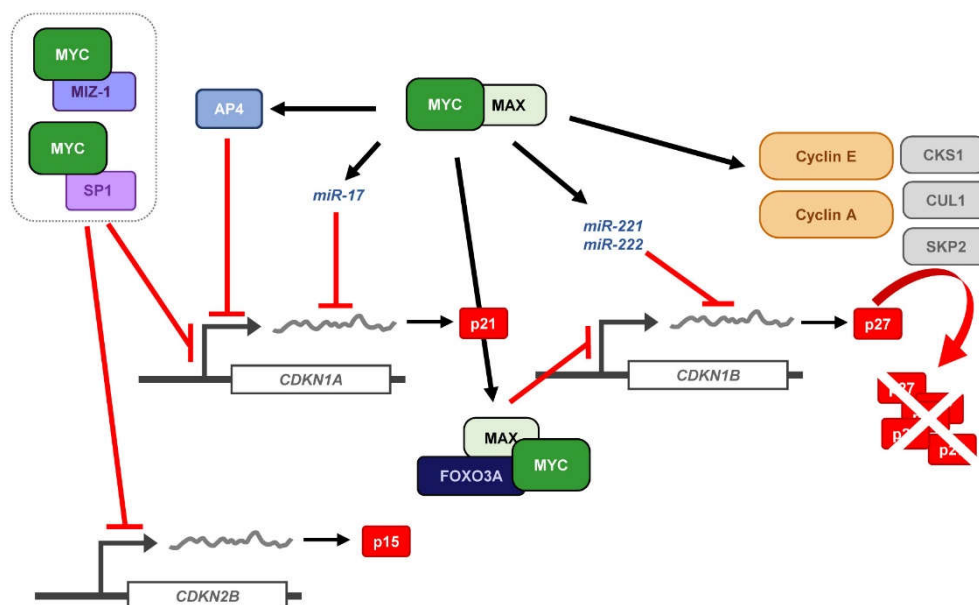 MYC
MIZ-1
MYC
SP1
AP4
MYC
MAX
miR-17
miR-221
miR-222
Cyclin E
Cyclin A
CKS1
CUL1
SKP2
p21
p27
CDKN1A
CDKN1B
p27
MAX
FOXO3A
MYC
p15
CDKN2B